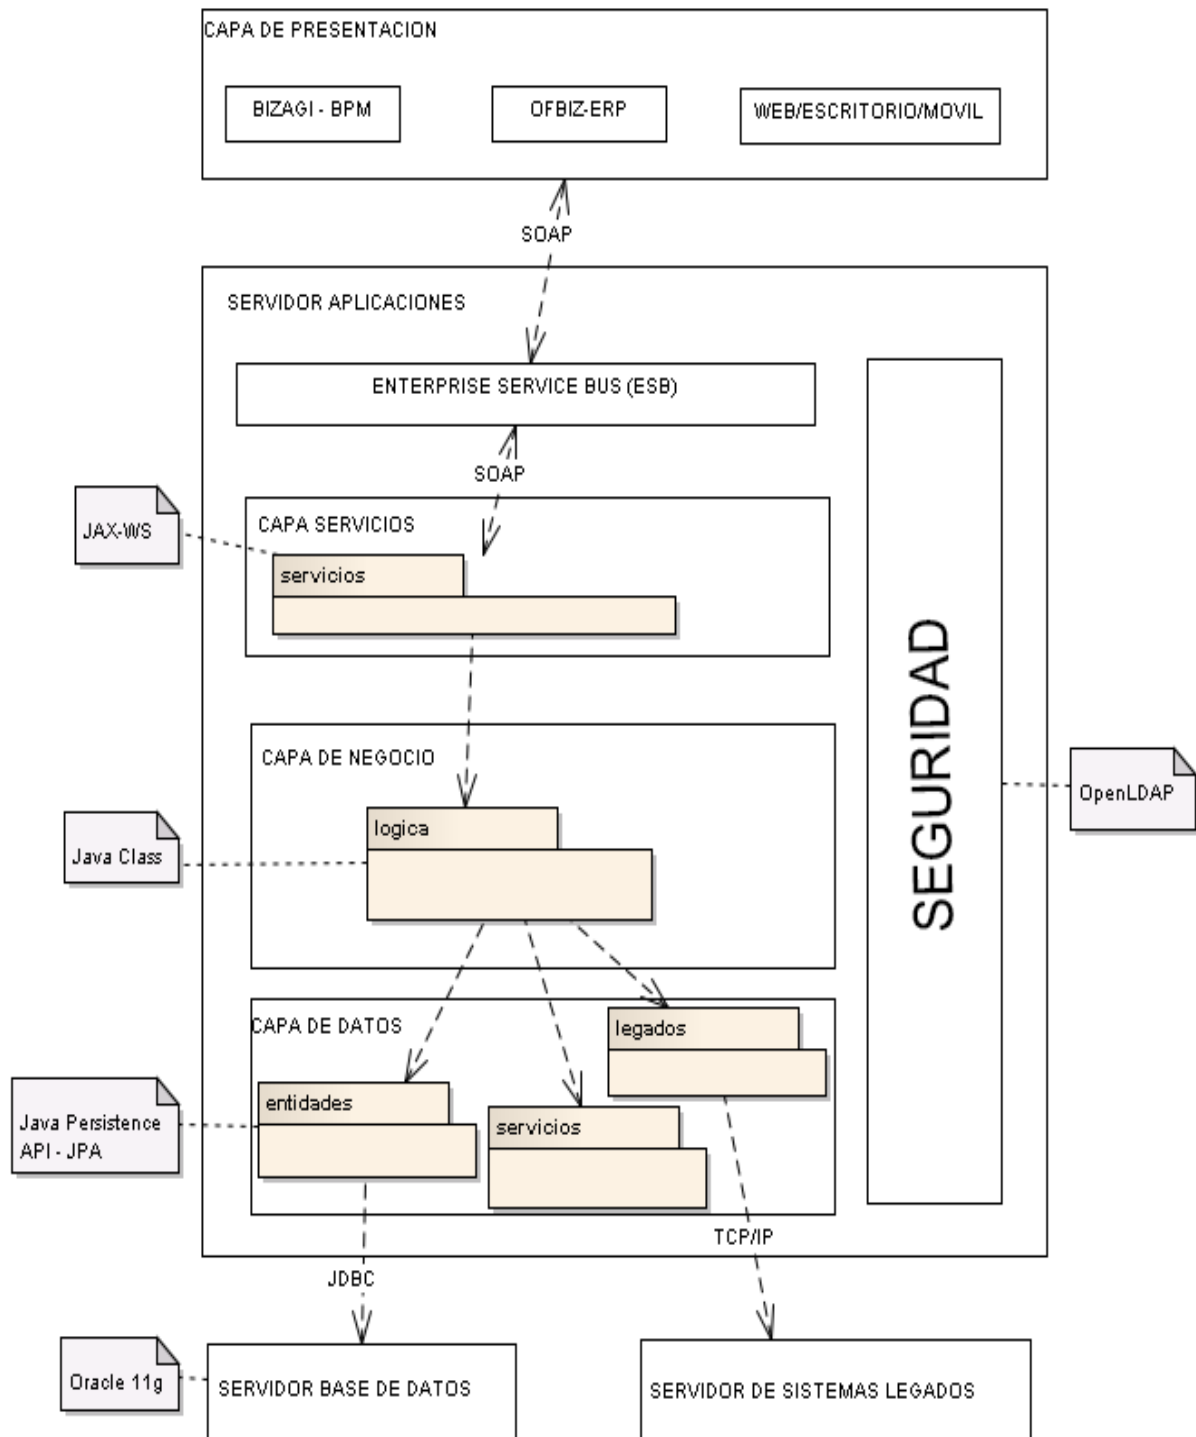 CAPA DE PRESENTACION
BIZAGI - BPM
OFBIZ-ERP
WEB/ESCRITORIO/MOVIL
SOAP
SERVIDOR APLICACIONES
ENTERPRISE SERVICE BUS (ESB)
SOAP
JAX-WS
CAPA SERVICIOS
servicios
SEGURIDAD
CAPA DE NEGOCIO
OpenLDAP
logica
Java Class
CAPA DE DATOS
legados
entidades
servicios
Java Persistence
API - JPA
TCP/IP
JDBC
Oracle 11g
SERVIDOR BASE DE DATOS
SERVIDOR DE SISTEMAS LEGADOS